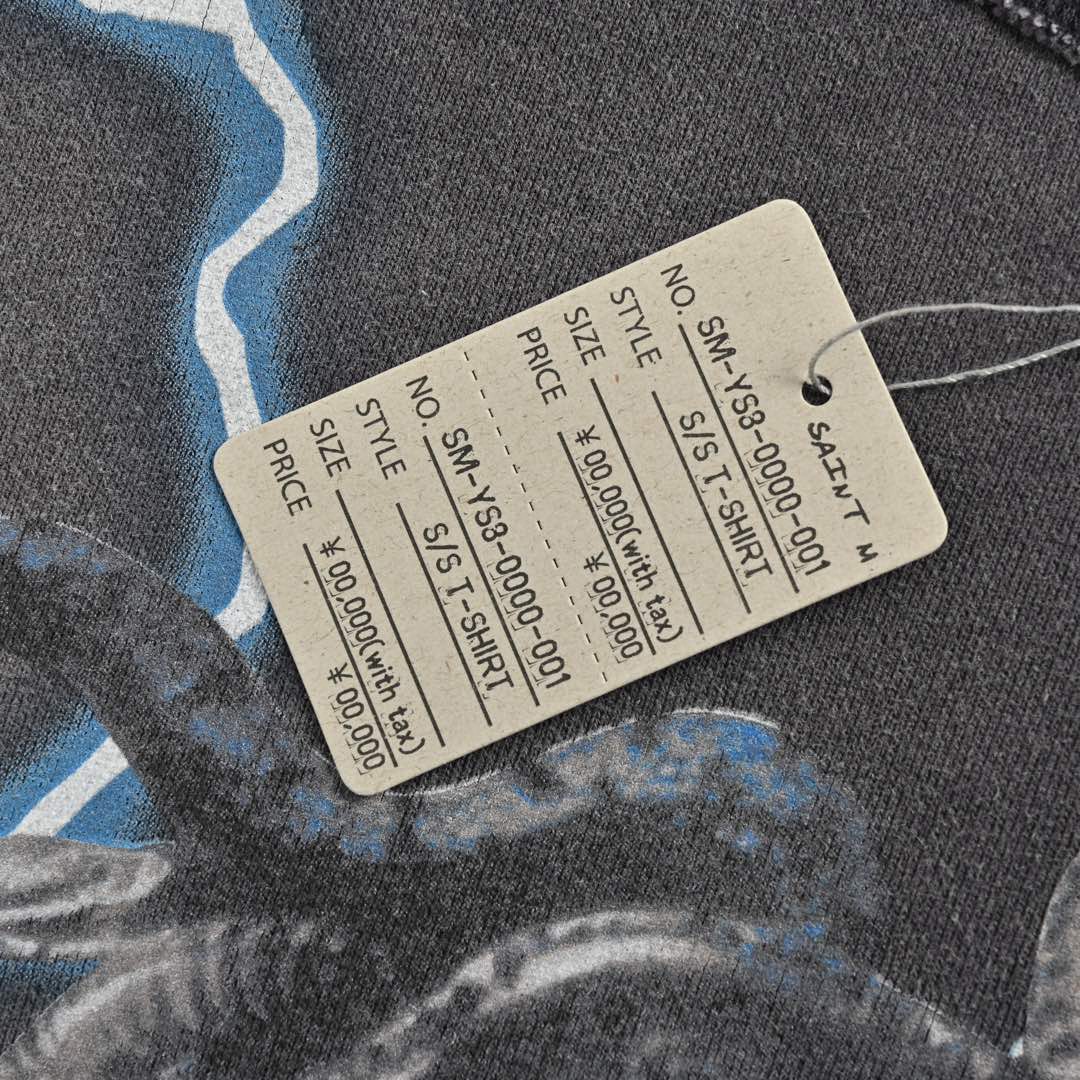 SAINT M
NO. SM-YS8-0000-001
STYLE S/S T-SHIRT
SIZE
PRICE ¥00,000(with tax)
¥00,000
NO. SM-YS8-0000-001
STYLE S/S T-SHIRT
SIZE
PRICE ¥00,000(with tax)
¥00,000